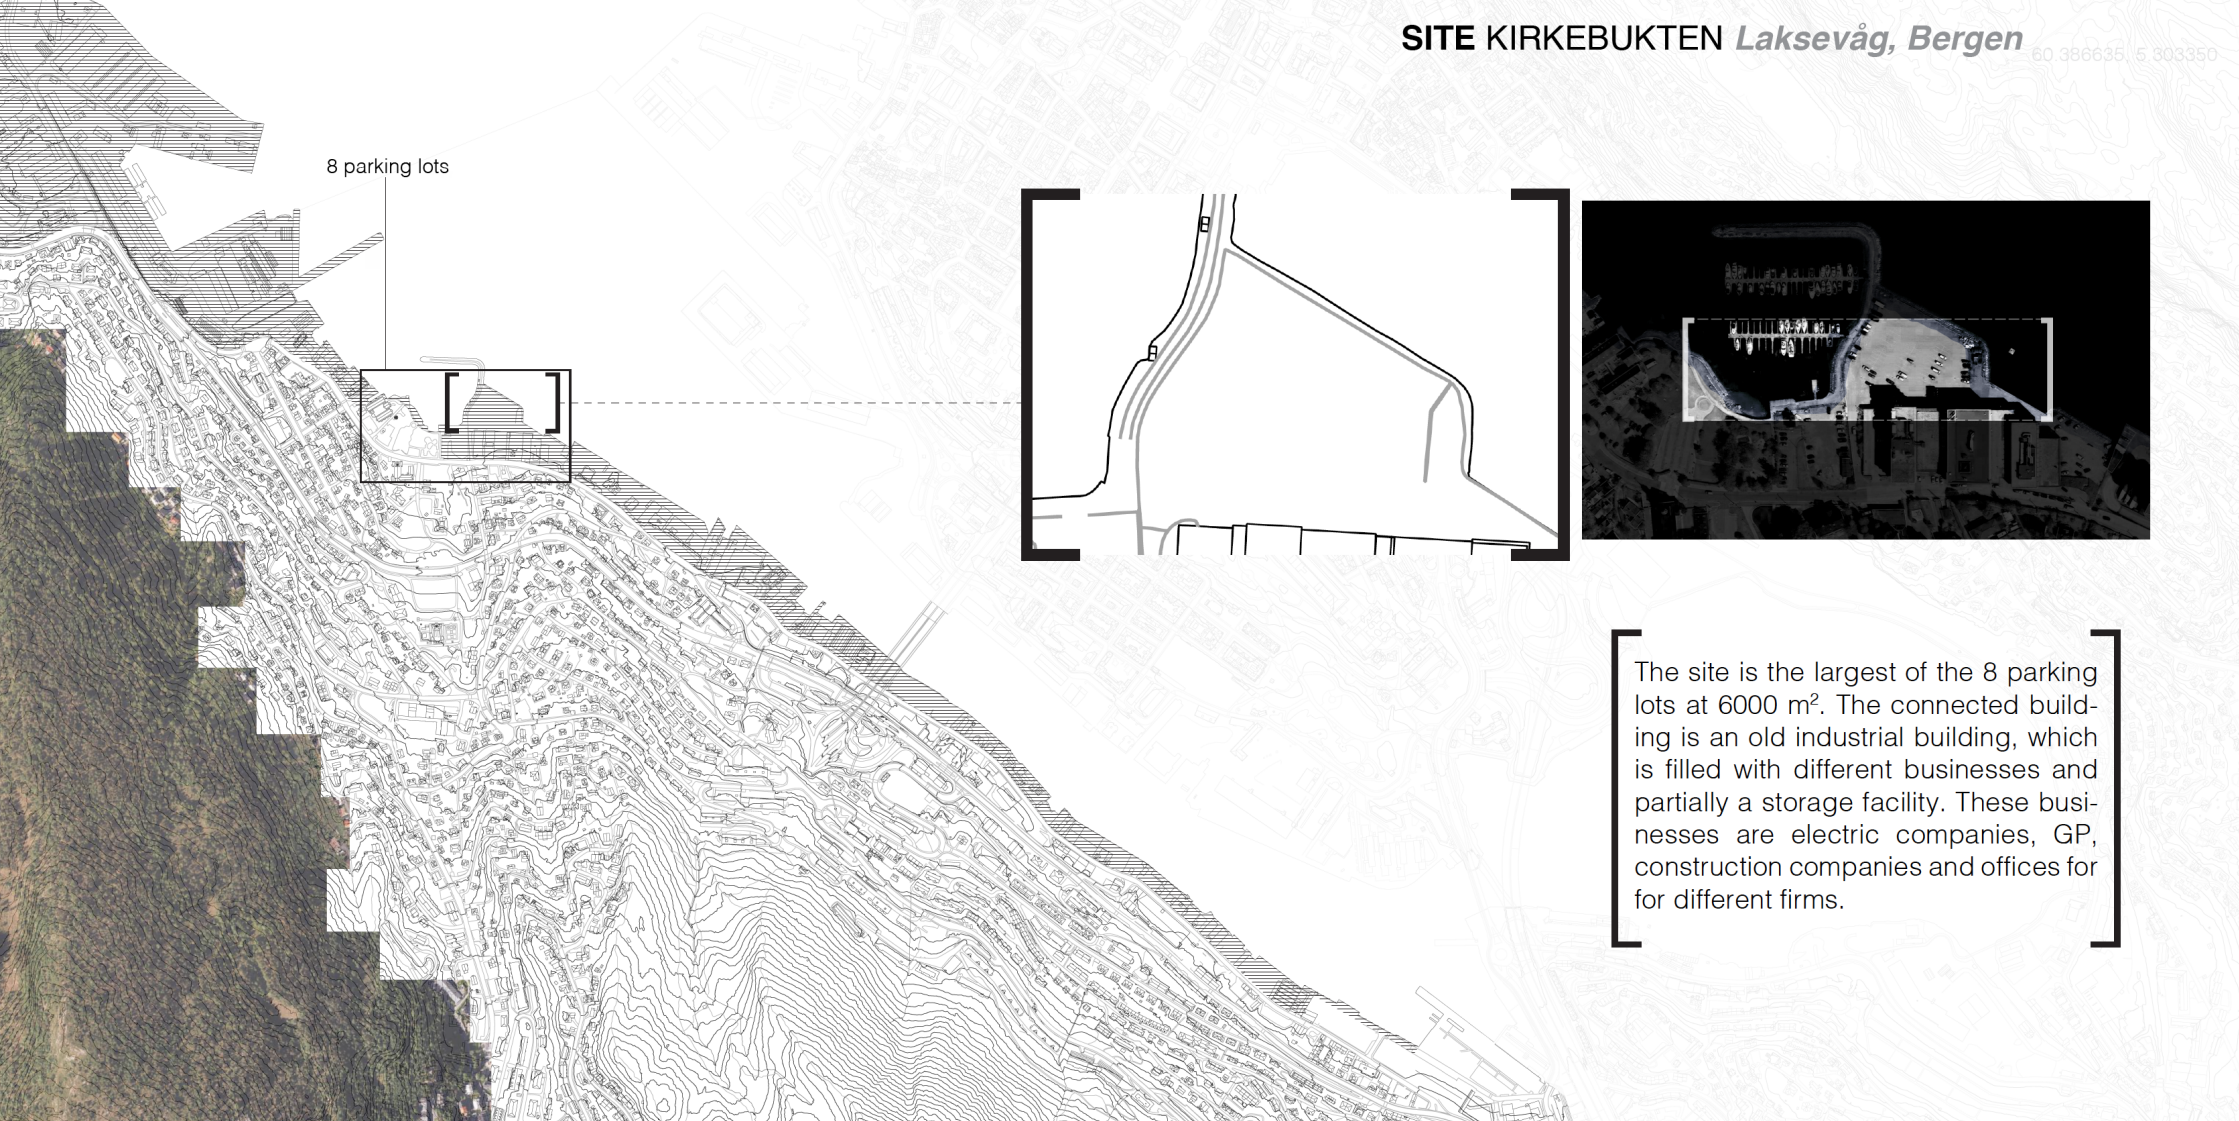 SITE KIRKEBUKTEN Laksevåg, Bergen 60.386635, 5.303350
8 parking lots
The site is the largest of the 8 parking
lots at 6000 m². The connected build-
ing is an old industrial building, which
is filled with different businesses and
partially a storage facility. These busi-
nesses are electric companies, GP,
construction companies and offices for
for different firms.